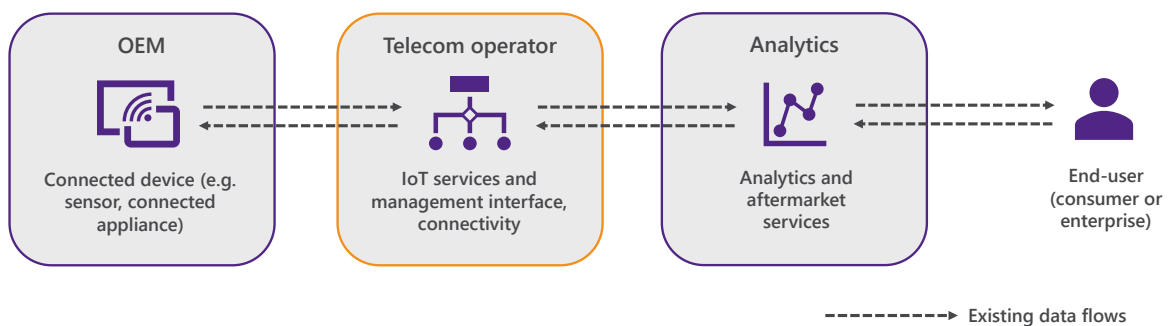 OEM
Connected device (e.g.
sensor, connected
appliance)
Telecom operator
IoT services and
management interface,
connectivity
Analytics
Analytics and
aftermarket
services
End-user
(consumer or
enterprise)
Existing data flows